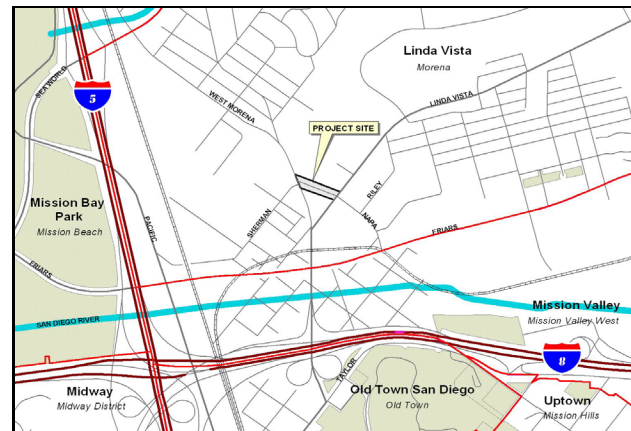 Linda Vista
Morena
SEA WORLD
5
WEST MORENA
LINDA VISTA
PROJECT SITE
RILEY
Mission Bay
Park
Mission Beach
SHERMAN
NAPA
PACIFIC
FRIARS
FRIARS
SAN DIEGO RIVER
Mission Valley
Mission Valley West
8
TAYLOR
Midway
Midway District
Old Town San Diego
Old Town
Uptown
Mission Hills